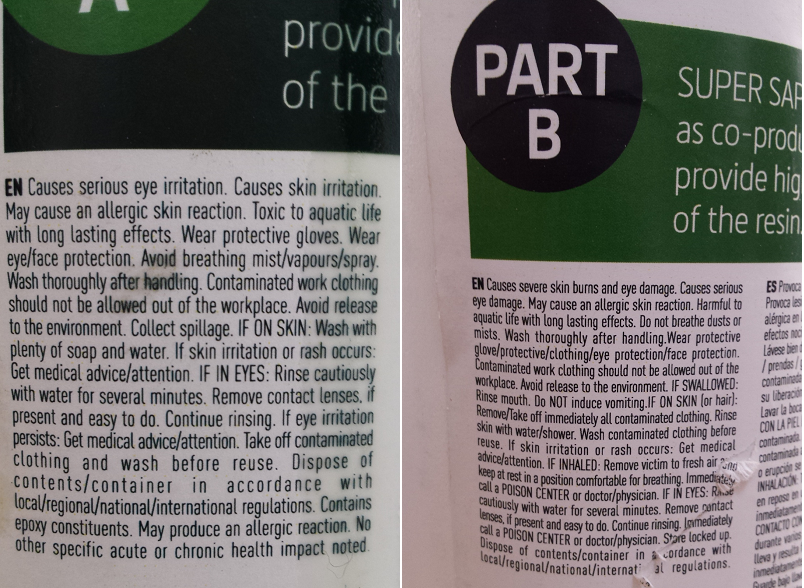 A
provide
of the
EN Causes serious eye irritation. Causes skin irritation.
May cause an allergic skin reaction. Toxic to aquatic life
with long lasting effects. Wear protective gloves. Wear
eye/face protection. Avoid breathing mist/vapours/spray.
Wash thoroughly after handling. Contaminated work clothing
should not be allowed out of the workplace. Avoid release
to the environment. Collect spillage. IF ON SKIN: Wash with
plenty of soap and water. If skin irritation or rash occurs:
Get medical advice/attention. IF IN EYES: Rinse cautiously
with water for several minutes. Remove contact lenses, if
present and easy to do. Continue rinsing. If eye irritation
persists: Get medical advice/attention. Take off contaminated
clothing and wash before reuse. Dispose of
contents/container in accordance with
local/regional/national/international regulations. Contains
epoxy constituents. May produce an allergic reaction. No
other specific acute or chronic health impact noted.
PART
B
SUPER SAP
as co-produ
provide hig
of the resin.
EN Causes severe skin burns and eye damage. Causes serious
eye damage. May cause an allergic skin reaction. Harmful to
aquatic life with long lasting effects. Do not breathe dusts or
mists. Wash thoroughly after handling.Wear protective
glove/protective/clothing/eye protection/face protection.
Contaminated work clothing should not be allowed out of the
workplace. Avoid release to the environment. IF SWALLOWED:
Rinse mouth. Do NOT induce vomiting.IF ON SKIN (or hair):
Remove/Take off immediately all contaminated clothing. Rinse
skin with water/shower. Wash contaminated clothing before
reuse. If skin irritation or rash occurs: Get medical
advice/attention. IF INHALED: Remove victim to fresh air and
keep at rest in a position comfortable for breathing. Immediately
call a POISON CENTER or doctor/physician. IF IN EYES: Rinse
cautiously with water for several minutes. Remove contact
lenses, if present and easy to do. Continue rinsing. Immediately
call a POISON CENTER or doctor/physician. Store locked up.
Dispose of contents/container in accordance with
local/regional/national/international regulations.
ES Provoca
Provoca les
alérgica en
efectos noc
Lávese bien
/ prendas / g
contaminada
su liberación
Lavar la boca
CON LA PIEL
contaminada
contaminada
o erupción se
INHALACIÓN:
en reposo en
inmediatamen
CONTACTO CO
durante varios
lleva y resulta
inmediatamen